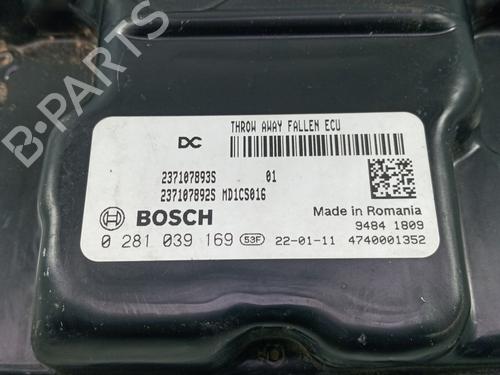 B-PARTS
DC
THROW AWAY FALLEN ECU
237107893S 01
237107892S MD1CS016
BOSCH
Made in Romania
9484 1809
0 281 039 169 53F 22-01-11 4740001352